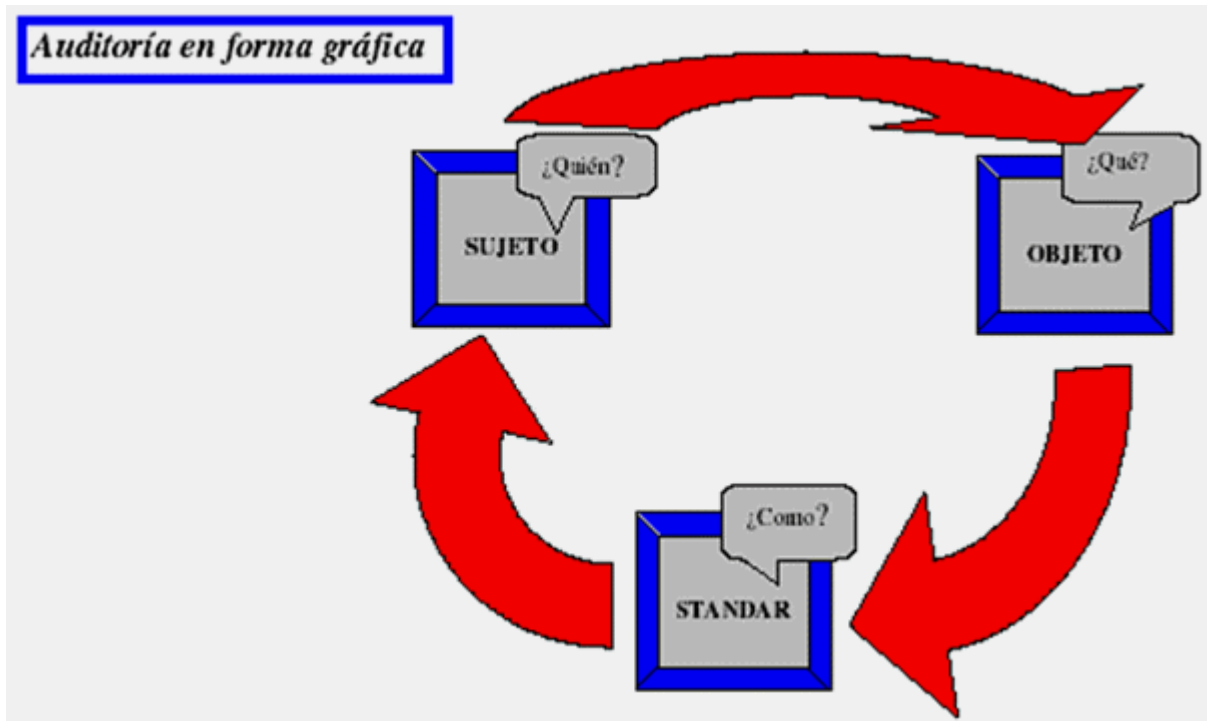 Auditoría en forma gráfica
¿Quién?
SUJETO
¿Qué?
OBJETO
¿Como?
STANDAR